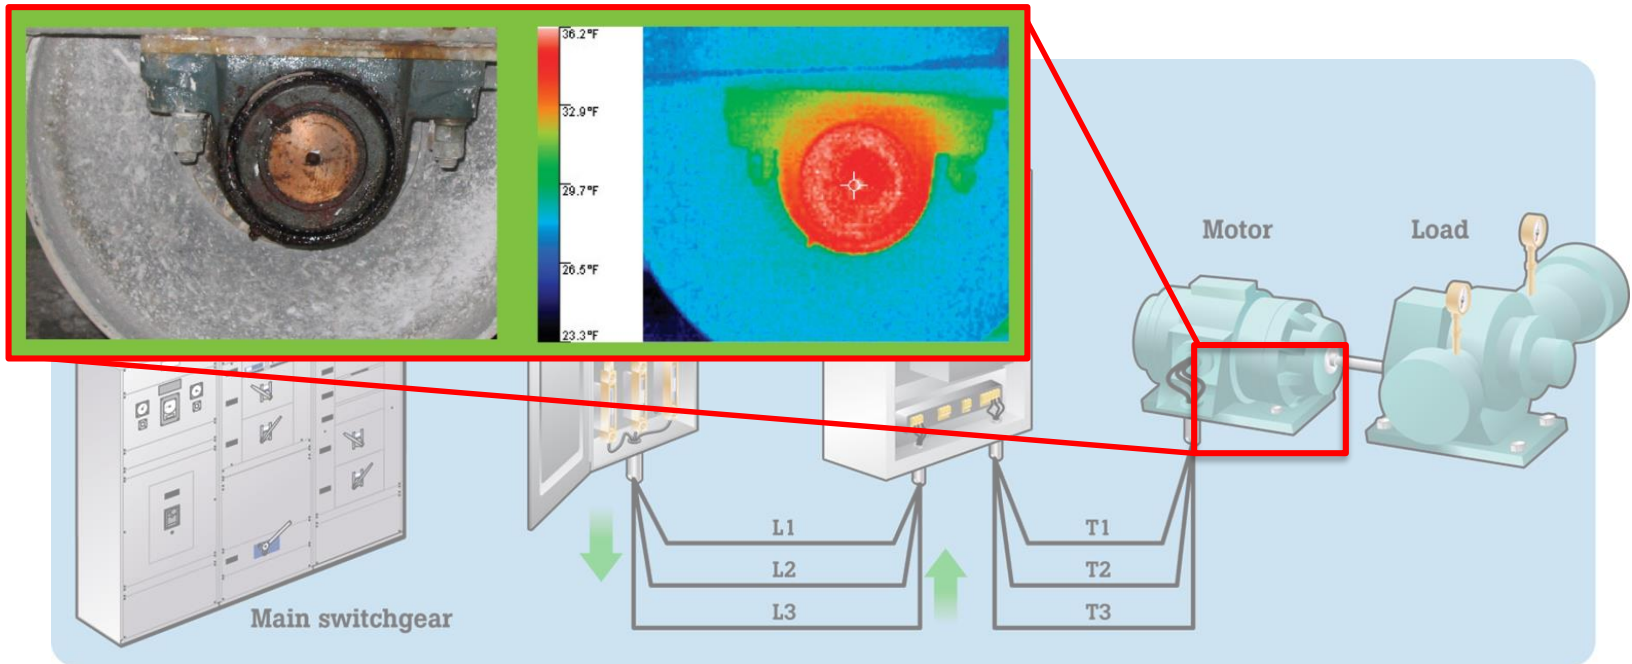 36.2°F
32.9°F
29.7°F
26.5°F
23.3°F
Motor
Load
L1
T1
L2
T2
L3
T3
Main switchgear